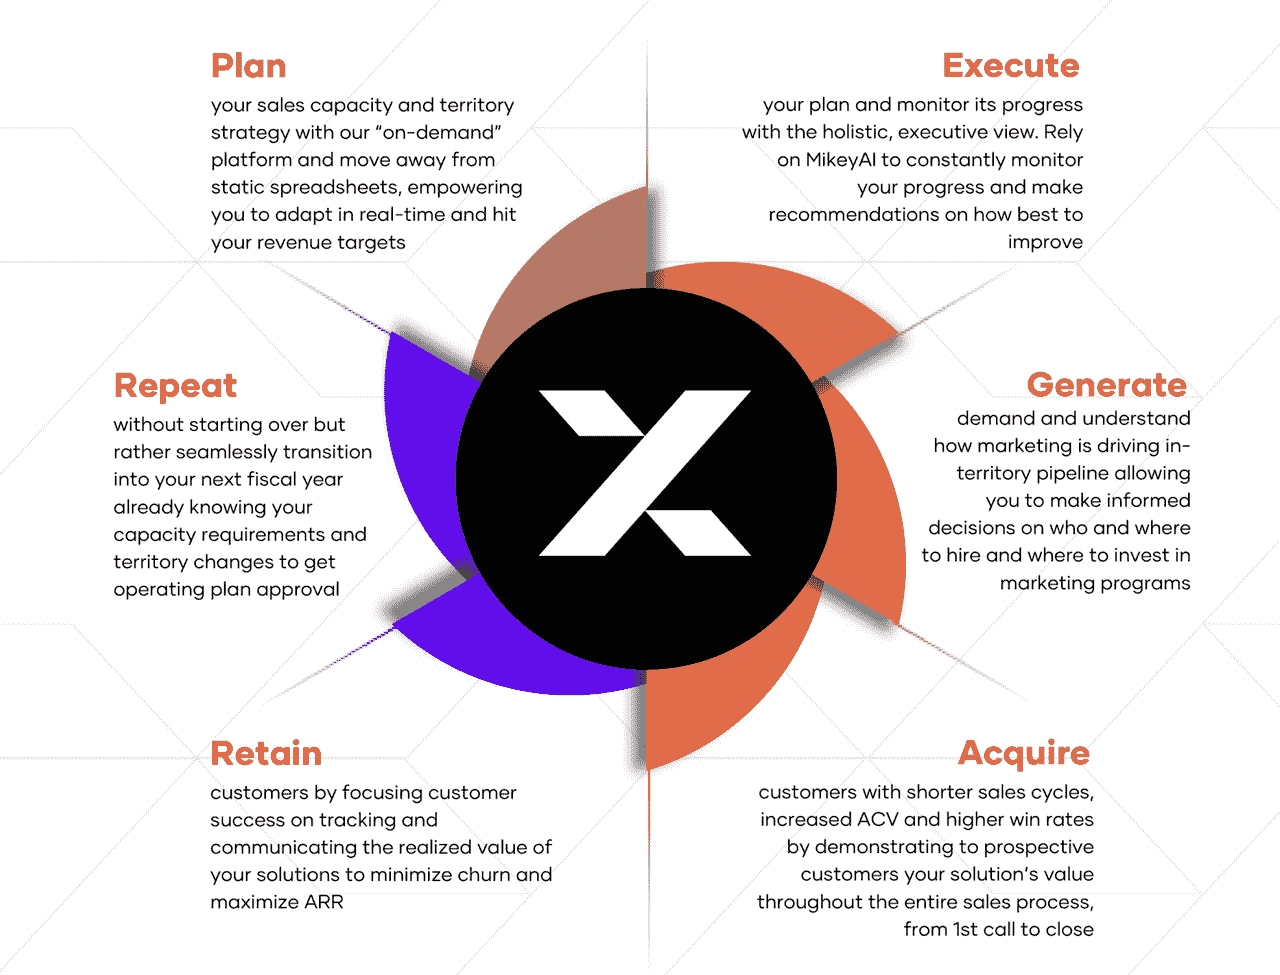 Plan
your sales capacity and territory
strategy with our “on-demand”
platform and move away from
static spreadsheets, empowering
you to adapt in real-time and hit
your revenue targets
Execute
your plan and monitor its progress
with the holistic, executive view. Rely
on MikeyAI to constantly monitor
your progress and make
recommendations on how best to
improve
Generate
demand and understand
how marketing is driving in-
territory pipeline allowing
you to make informed
decisions on who and where
to hire and where to invest in
marketing programs
Acquire
customers with shorter sales cycles,
increased ACV and higher win rates
by demonstrating to prospective
customers your solution’s value
throughout the entire sales process,
from 1st call to close
Retain
customers by focusing customer
success on tracking and
communicating the realized value of
your solutions to minimize churn and
maximize ARR
Repeat
without starting over but
rather seamlessly transition
into your next fiscal year
already knowing your
capacity requirements and
territory changes to get
operating plan approval